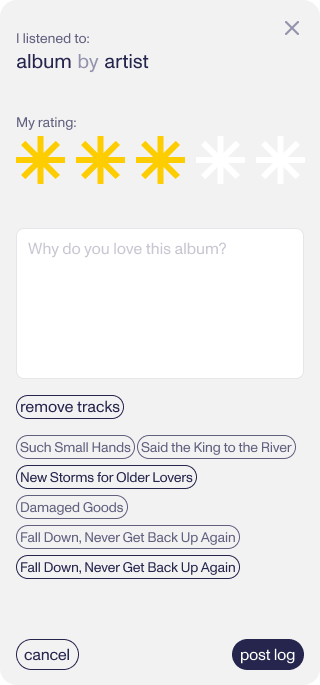 I listened to:
album by artist
My rating:
Why do you love this album?
remove tracks
Such Small Hands Said the King to the River
New Storms for Older Lovers
Damaged Goods
Fall Down, Never Get Back Up Again
Fall Down, Never Get Back Up Again
cancel post log